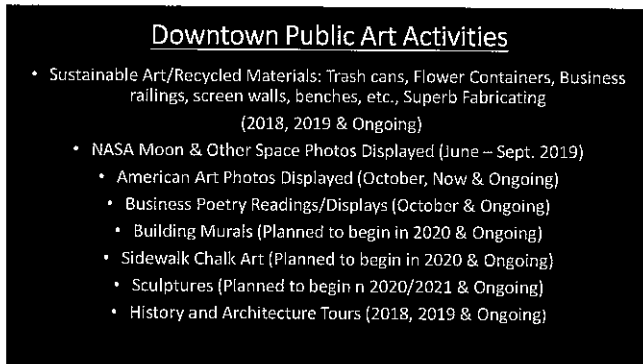 Downtown Public Art Activities
• Sustainable Art/Recycled Materials: Trash cans, Flower Containers, Business
railings, screen walls, benches, etc., Superb Fabricating
(2018, 2019 & Ongoing)
• NASA Moon & Other Space Photos Displayed (June – Sept. 2019)
• American Art Photos Displayed (October, Now & Ongoing)
• Business Poetry Readings/Displays (October & Ongoing)
• Building Murals (Planned to begin in 2020 & Ongoing)
• Sidewalk Chalk Art (Planned to begin in 2020 & Ongoing)
• Sculptures (Planned to begin n 2020/2021 & Ongoing)
• History and Architecture Tours (2018, 2019 & Ongoing)